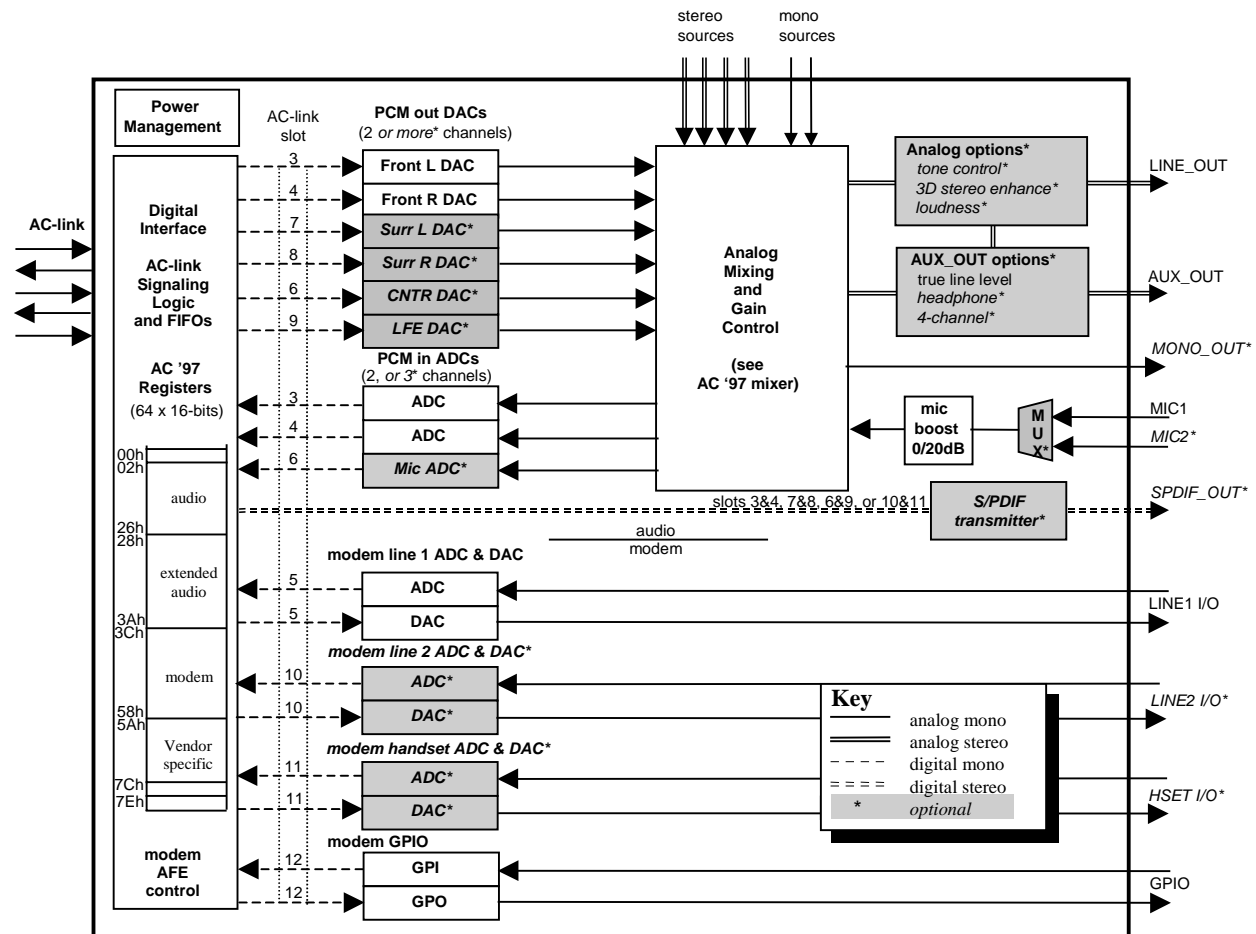 stereo
sources
mono
sources
Power
Management
AC-link
slot
PCM out DACs
(2 or more* channels)
3
Front L DAC
4
Front R DAC
7
Surr L DAC*
8
Surr R DAC*
6
CNTR DAC*
9
LFE DAC*
AC-link
Digital
Interface
AC-link
Signaling
Logic
and FIFOs
AC '97
Registers
(64 x 16-bits)
PCM in ADCs
(2, or 3* channels)
3
ADC
4
ADC
6
Mic ADC*
Analog
Mixing
and
Gain
Control
(see
AC '97 mixer)
Analog options*
tone control*
3D stereo enhance*
loudness*
LINE_OUT
AUX_OUT options*
true line level
headphone*
4-channel*
AUX_OUT
MONO_OUT*
mic
boost
0/20dB
M
U
X*
MIC1
MIC2*
slots 3&4, 7&8, 6&9, or 10&11
S/PDIF
transmitter*
SPDIF_OUT*
audio
modem
00h
02h
audio
26h
28h
extended
audio
3Ah
3Ch
modem
58h
5Ah
Vendor
specific
7Ch
7Eh
modem
AFE
control
modem line 1 ADC & DAC
5
ADC
5
DAC
LINE1 I/O
modem line 2 ADC & DAC*
10
ADC*
10
DAC*
LINE2 I/O*
modem handset ADC & DAC*
11
ADC*
11
DAC*
HSET I/O*
modem GPIO
12
GPI
12
GPO
GPIO
Key
analog mono
analog stereo
digital mono
digital stereo
* optional